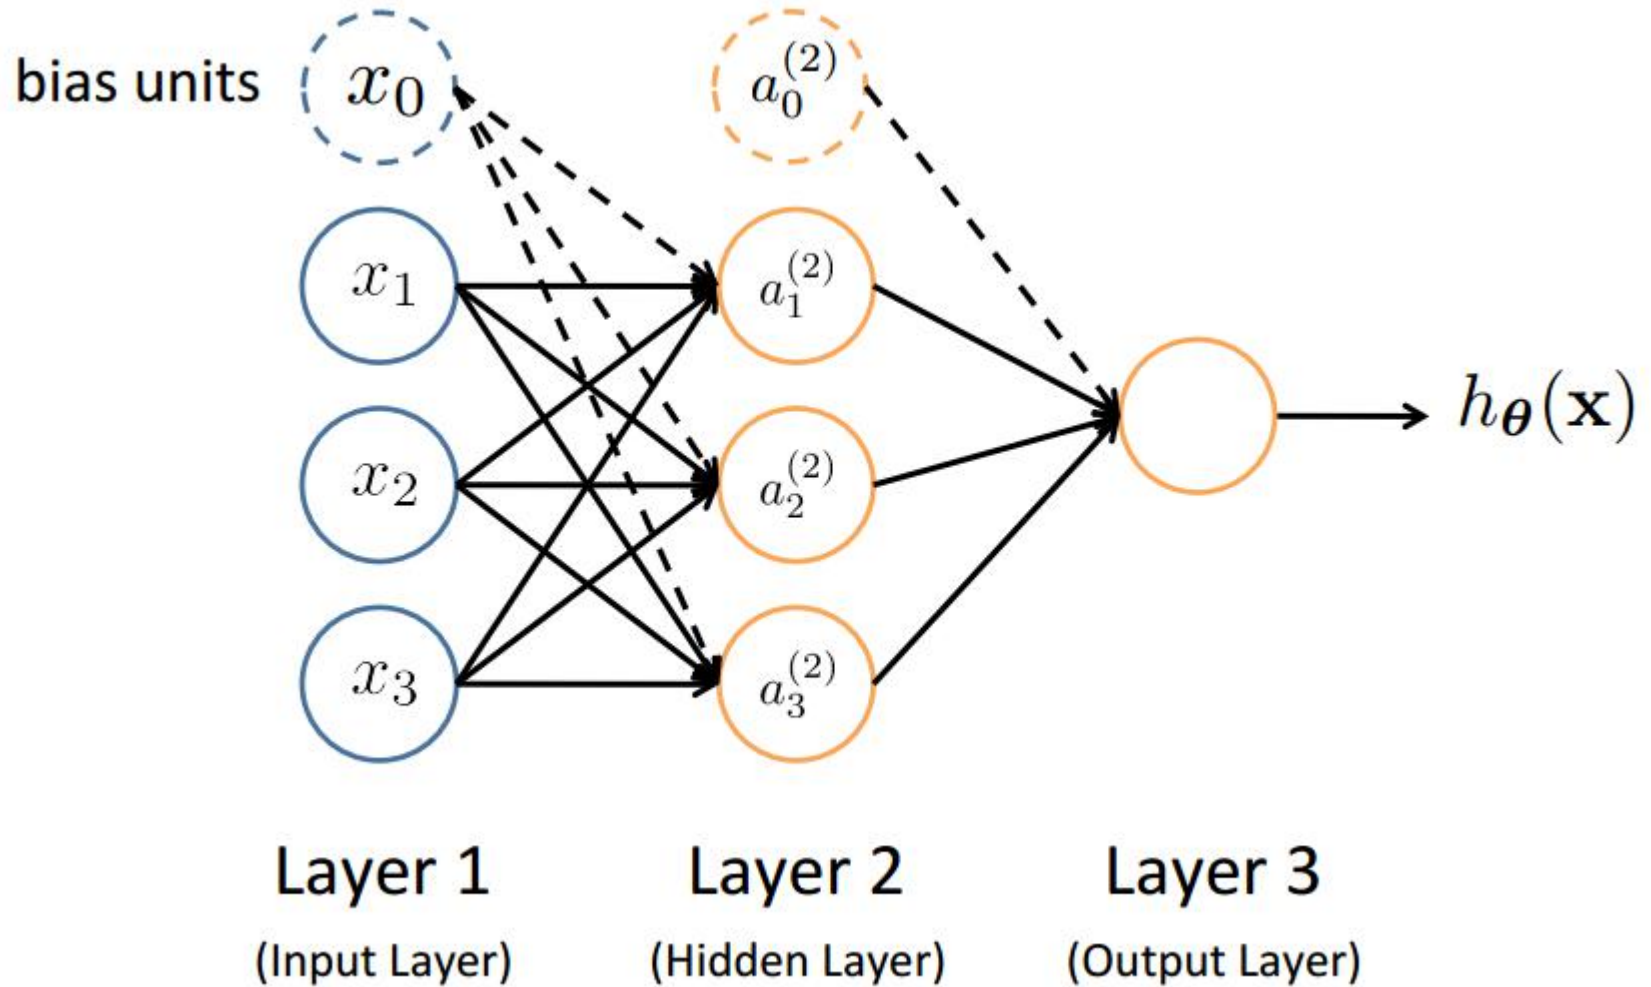 bias units
x₀
a₀⁽²⁾
x₁
a₁⁽²⁾
x₂
a₂⁽²⁾
x₃
a₃⁽²⁾
h_θ(x)
Layer 1
Layer 2
Layer 3
(Input Layer)
(Hidden Layer)
(Output Layer)